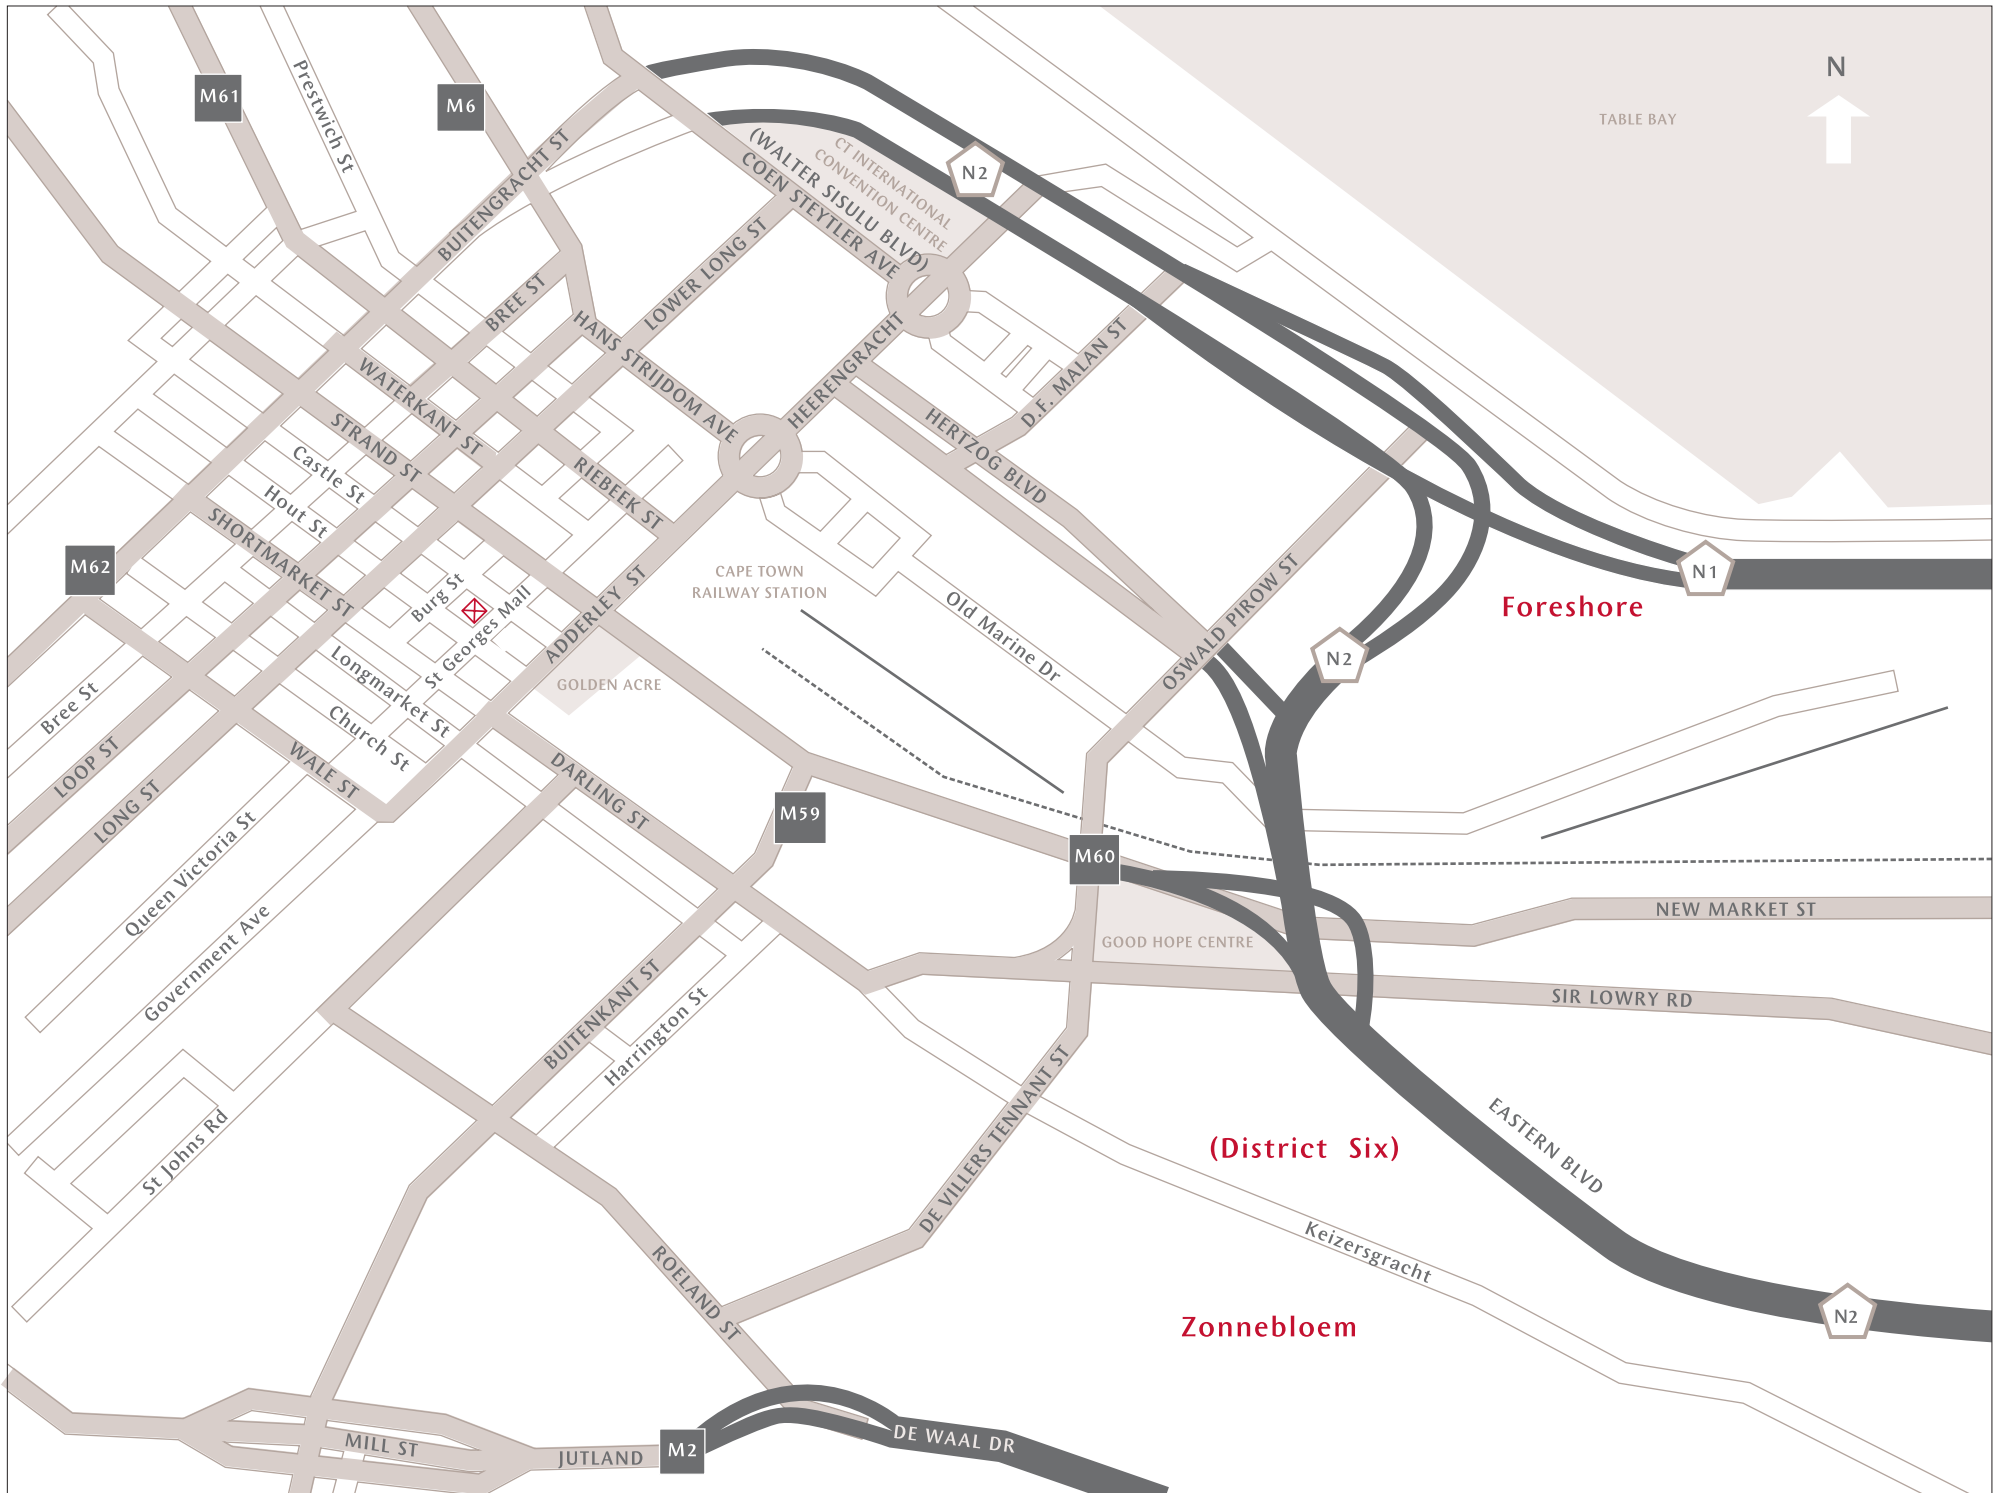 N
TABLE BAY
M61
M6
Prestwich St
BUITENGRACHT ST
(WALTER SISULU BLVD)
COEN STEYTLER AVE
CT INTERNATIONAL
CONVENTION CENTRE
N2
BREE ST
LOWER LONG ST
HANS STRIJDOM AVE
HEERENGRACHT
D.F. MALAN ST
HERTZOG BLVD
WATERKANT ST
STRAND ST
RIEBEEK ST
Castle St
Hout St
SHORTMARKET ST
M62
Burg St
St Georges Mall
ADDERLEY ST
CAPE TOWN
RAILWAY STATION
Old Marine Dr
OSWALD PIROW ST
N1
Foreshore
N2
GOLDEN ACRE
Longmarket St
Church St
Bree St
LOOP ST
LONG ST
WALE ST
DARLING ST
M59
M60
Queen Victoria St
Government Ave
NEW MARKET ST
GOOD HOPE CENTRE
SIR LOWRY RD
BUITENKANT ST
Harrington St
St Johns Rd
DE VILLERS TENNANT ST
(District Six)
EASTERN BLVD
Keizersgracht
ROELAND ST
Zonnebloem
N2
MILL ST
JUTLAND
M2
DE WAAL DR